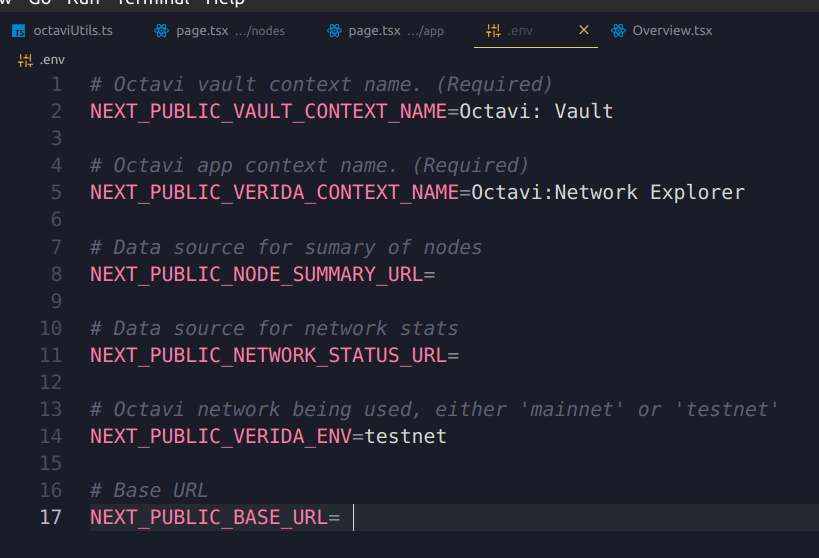 Go Run Terminal Help
TS octaviUtils.ts page.tsx .../nodes page.tsx .../app .env × Overview.tsx
.env
1 # Octavi vault context name. (Required)
2 NEXT_PUBLIC_VAULT_CONTEXT_NAME=Octavi: Vault
3
4 # Octavi app context name. (Required)
5 NEXT_PUBLIC_VERIDA_CONTEXT_NAME=Octavi:Network Explorer
6
7 # Data source for sumary of nodes
8 NEXT_PUBLIC_NODE_SUMMARY_URL=
9
10 # Data source for network stats
11 NEXT_PUBLIC_NETWORK_STATUS_URL=
12
13 # Octavi network being used, either 'mainnet' or 'testnet'
14 NEXT_PUBLIC_VERIDA_ENV=testnet
15
16 # Base URL
17 NEXT_PUBLIC_BASE_URL=